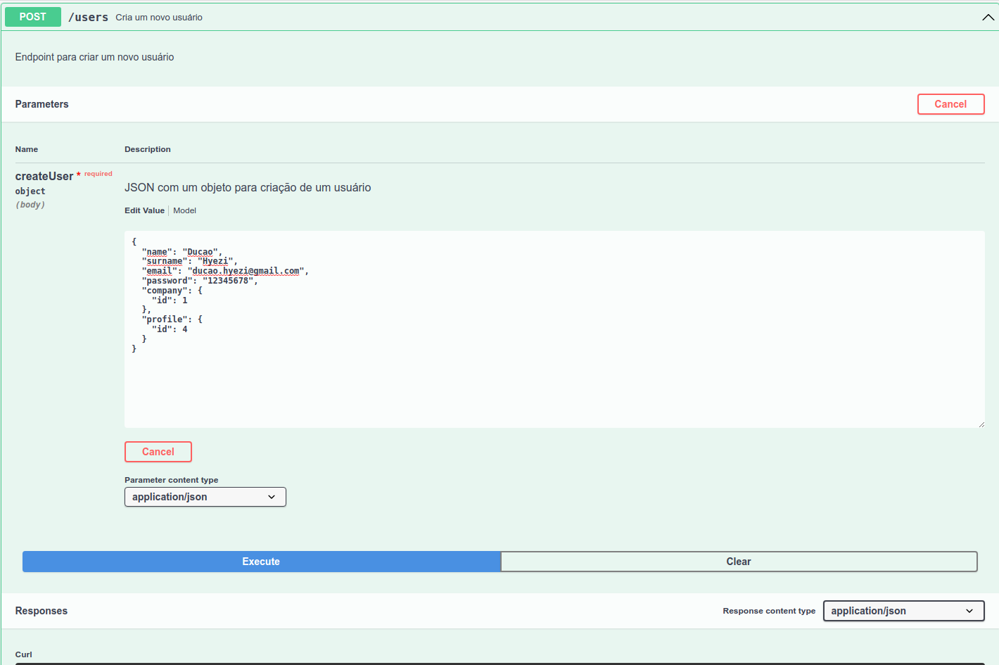 POST /users Cria um novo usuário
Endpoint para criar um novo usuário
Parameters
Cancel
Name Description
createUser * required
object
(body)
JSON com um objeto para criação de um usuário
Edit Value | Model
{
  "name": "Ducao",
  "surname": "Hyezi",
  "email": "ducao.hyezi@gmail.com",
  "password": "12345678",
  "company": {
    "id": 1
  },
  "profile": {
    "id": 4
  }
}
Cancel
Parameter content type
application/json
Execute
Clear
Responses
Response content type application/json
Curl